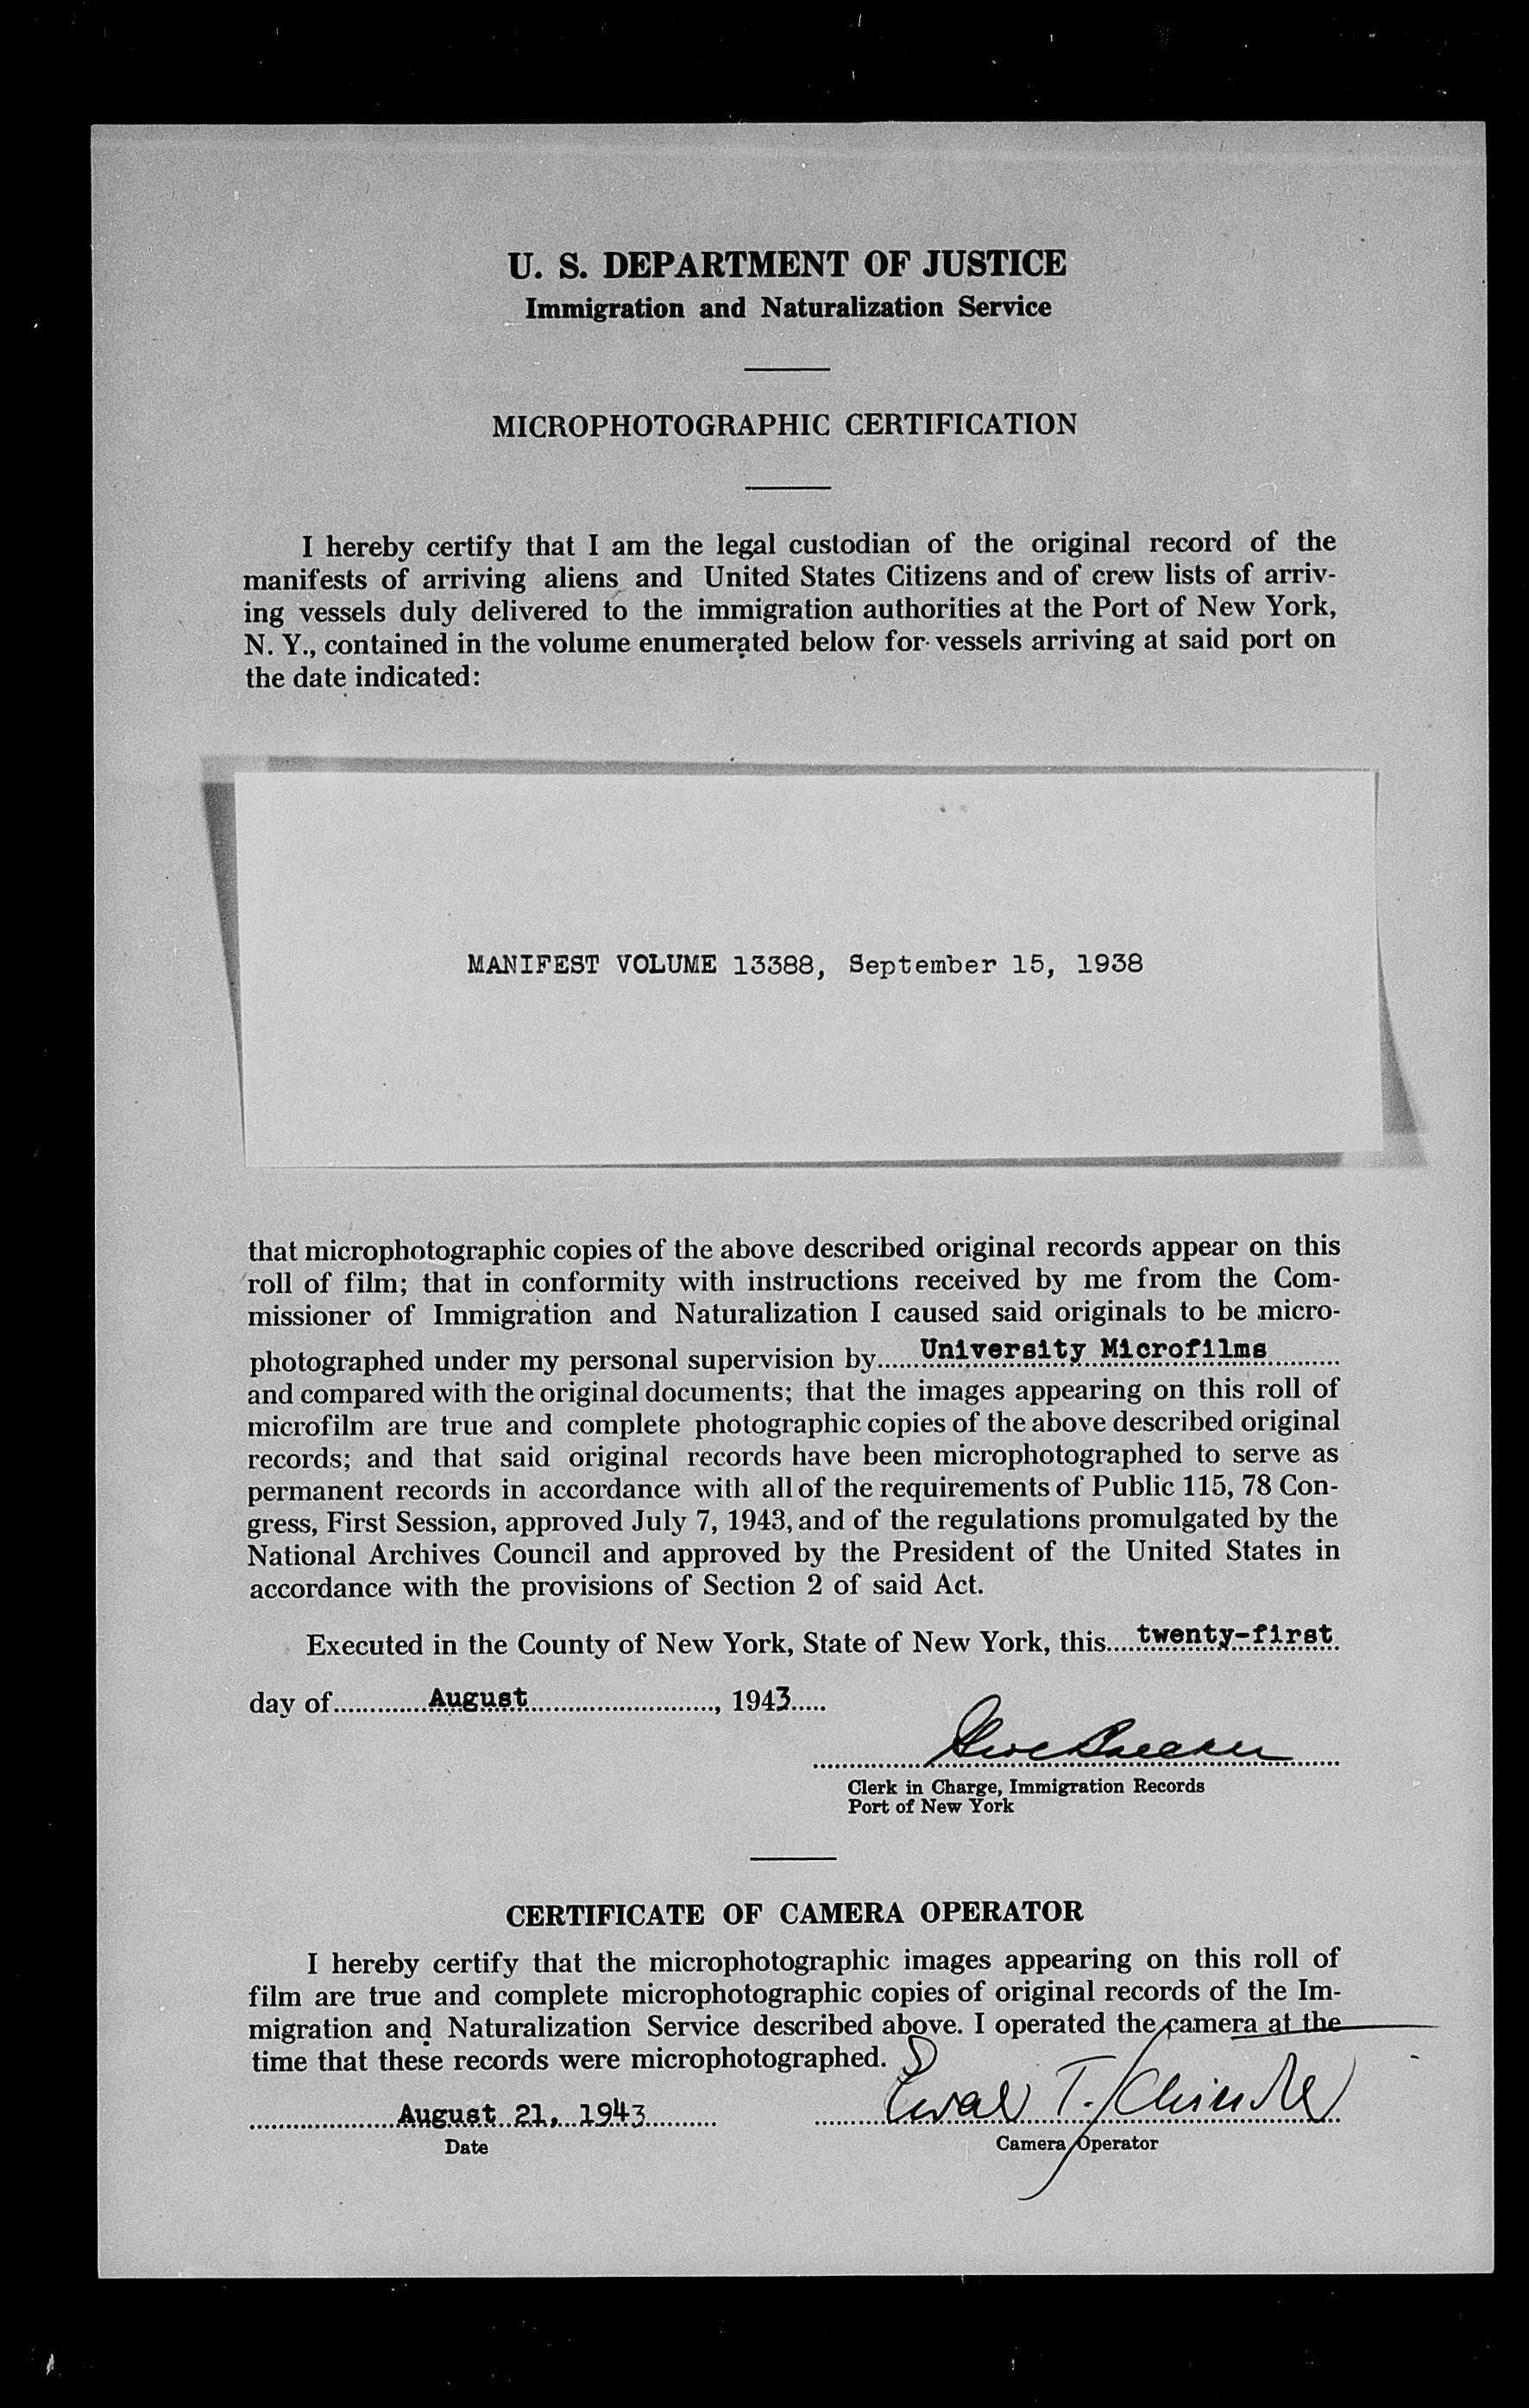 U. S. DEPARTMENT OF JUSTICE
Immigration and Naturalization Service
MICROPHOTOGRAPHIC CERTIFICATION
I hereby certify that I am the legal custodian of the original record of the
manifests of arriving aliens and United States Citizens and of crew lists of arriv-
ing vessels duly delivered to the immigration authorities at the Port of New York,
N. Y., contained in the volume enumerated below for vessels arriving at said port on
the date indicated:
MANIFEST VOLUME 13388, September 15, 1938
that microphotographic copies of the above described original records appear on this
roll of film; that in conformity with instructions received by me from the Com-
missioner of Immigration and Naturalization I caused said originals to be micro-
photographed under my personal supervision by......University Microfilms..........
and compared with the original documents; that the images appearing on this roll of
microfilm are true and complete photographic copies of the above described original
records; and that said original records have been microphotographed to serve as
permanent records in accordance with all of the requirements of Public 115, 78 Con-
gress, First Session, approved July 7, 1943, and of the regulations promulgated by the
National Archives Council and approved by the President of the United States in
accordance with the provisions of Section 2 of said Act.
Executed in the County of New York, State of New York, this....twenty-first.
day of.............August.........................., 1943.....
Clerk in Charge, Immigration Records
Port of New York
CERTIFICATE OF CAMERA OPERATOR
I hereby certify that the microphotographic images appearing on this roll of
film are true and complete microphotographic copies of original records of the Im-
migration and Naturalization Service described above. I operated the camera at the
time that these records were microphotographed.
August 21, 1943
Date
Camera Operator